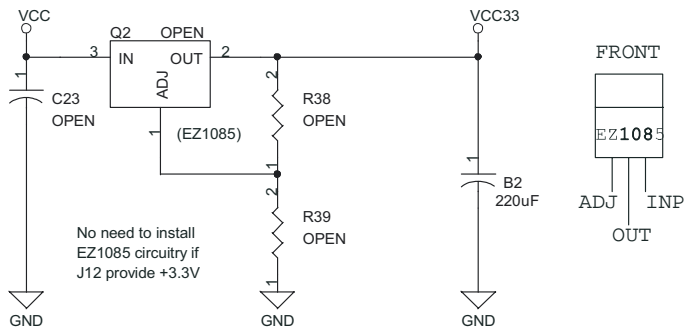 VCC
Q2 OPEN
VCC33
3 IN OUT 2
ADJ
1
(EZ1085)
1
C23
OPEN
2
R38
OPEN
1
2
R39
OPEN
1
1
B2
220uF
No need to install
EZ1085 circuitry if
J12 provide +3.3V
GND
GND
GND
FRONT
EZ1085
ADJ INP
OUT